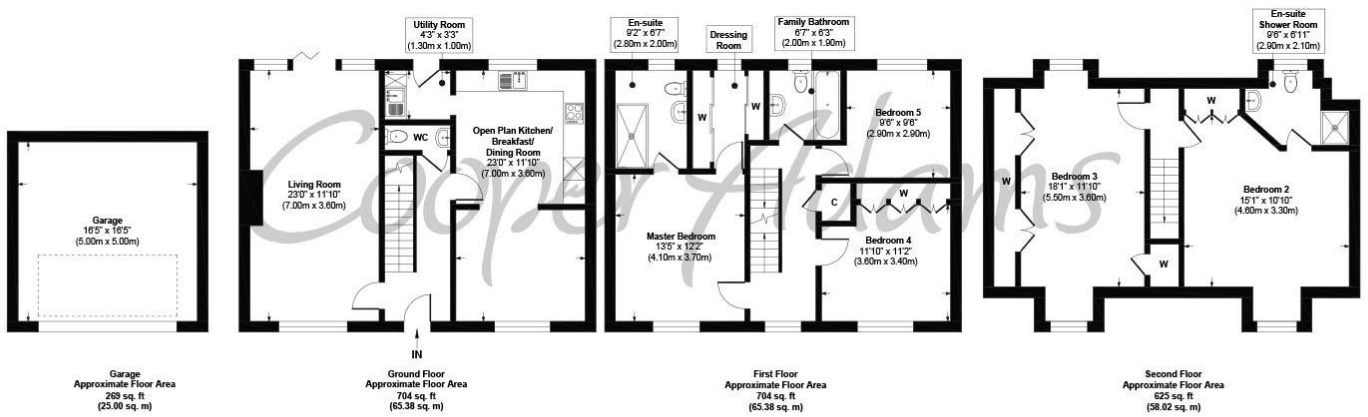 Cooper Adams
Garage
16'5" x 16'5"
(5.00m x 5.00m)
Garage
Approximate Floor Area
269 sq. ft
(25.00 sq. m)
Utility Room
4'3" x 3'3"
(1.30m x 1.00m)
WC
Living Room
23'0" x 11'10"
(7.00m x 3.60m)
Open Plan Kitchen/
Breakfast/
Dining Room
23'0" x 11'10"
(7.00m x 3.60m)
IN
Ground Floor
Approximate Floor Area
704 sq. ft
(65.38 sq. m)
En-suite
9'2" x 6'7"
(2.80m x 2.00m)
Dressing
Room
Family Bathroom
6'7" x 6'3"
(2.00m x 1.90m)
W
W
Bedroom 5
9'6" x 9'6"
(2.90m x 2.90m)
Master Bedroom
13'5" x 12'2"
(4.10m x 3.70m)
C
W
Bedroom 4
11'10" x 11'2"
(3.60m x 3.40m)
First Floor
Approximate Floor Area
704 sq. ft
(65.38 sq. m)
En-suite
Shower Room
9'6" x 6'11"
(2.90m x 2.10m)
W
W
Bedroom 3
18'1" x 11'10"
(5.50m x 3.60m)
Bedroom 2
15'1" x 10'10"
(4.60m x 3.30m)
W
Second Floor
Approximate Floor Area
625 sq. ft
(58.02 sq. m)